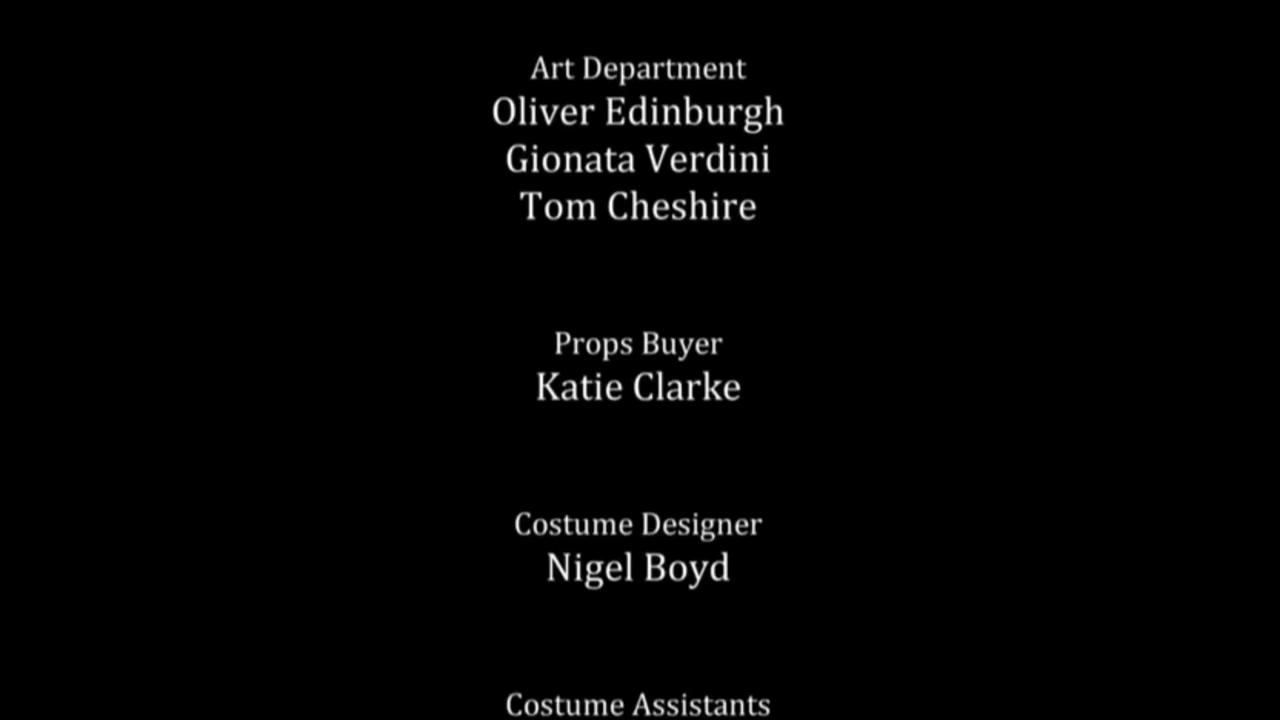 Art Department
Oliver Edinburgh
Gionata Verdini
Tom Cheshire
Props Buyer
Katie Clarke
Costume Designer
Nigel Boyd
Costume Assistants